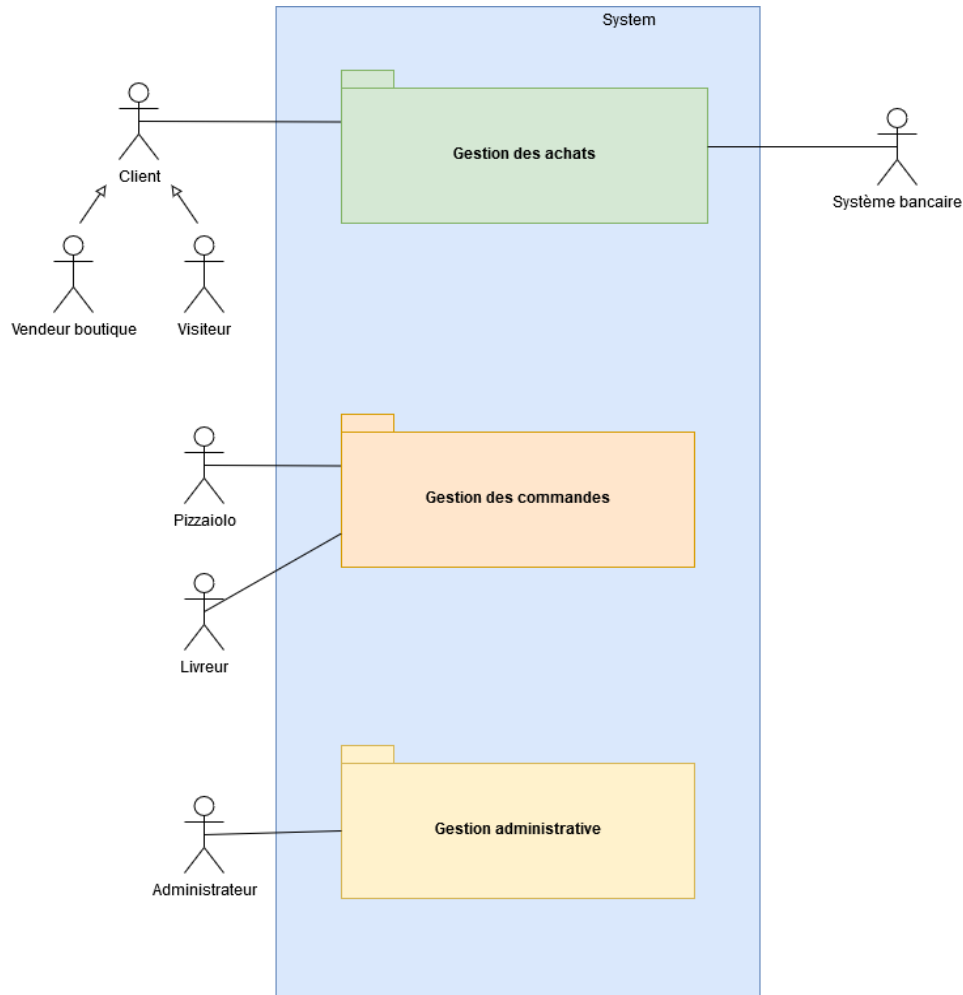 System
Gestion des achats
Client
Système bancaire
Vendeur boutique
Visiteur
Gestion des commandes
Pizzaiolo
Livreur
Gestion administrative
Administrateur